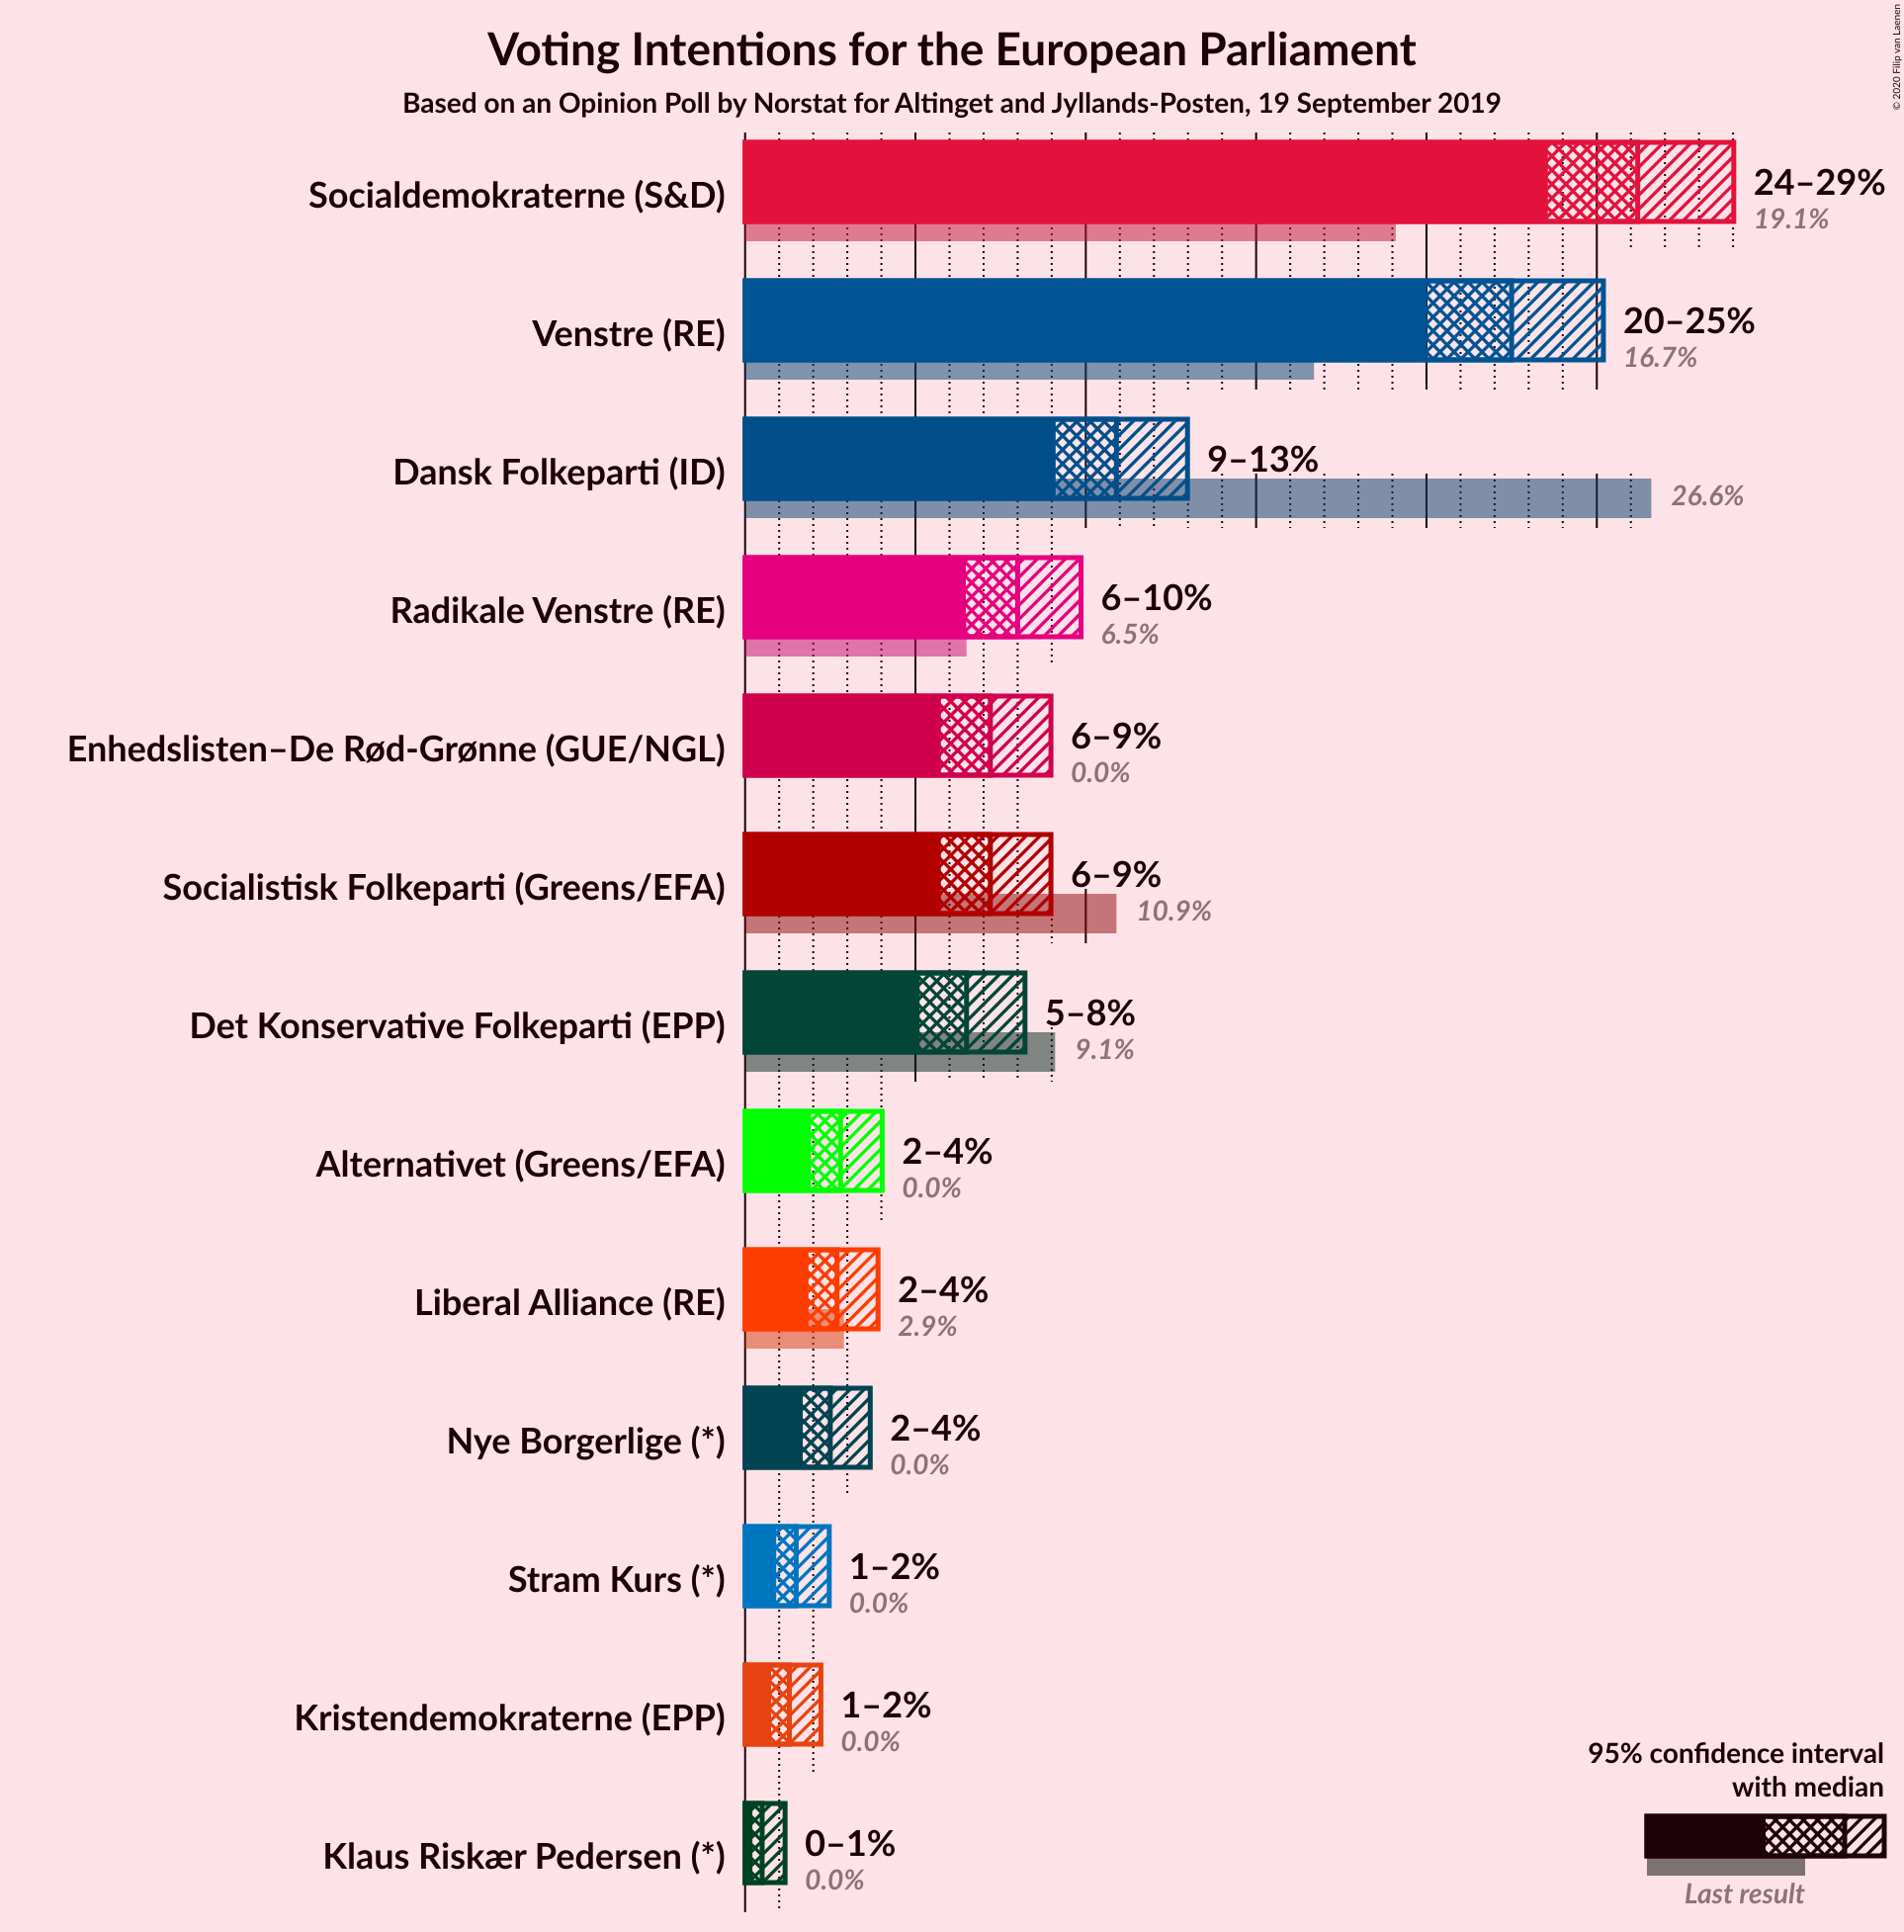 Voting Intentions for the European Parliament
Based on an Opinion Poll by Norstat for Altinget and Jyllands-Posten, 19 September 2019
© 2020 Filip van Laenen
Socialdemokraterne (S&D)
24–29%
19.1%
Venstre (RE)
20–25%
16.7%
Dansk Folkeparti (ID)
9–13%
26.6%
Radikale Venstre (RE)
6–10%
6.5%
Enhedslisten–De Rød-Grønne (GUE/NGL)
6–9%
0.0%
Socialistisk Folkeparti (Greens/EFA)
6–9%
10.9%
Det Konservative Folkeparti (EPP)
5–8%
9.1%
Alternativet (Greens/EFA)
2–4%
0.0%
Liberal Alliance (RE)
2–4%
2.9%
Nye Borgerlige (*)
2–4%
0.0%
Stram Kurs (*)
1–2%
0.0%
Kristendemokraterne (EPP)
1–2%
0.0%
Klaus Riskær Pedersen (*)
0–1%
0.0%
95% confidence interval
with median
Last result